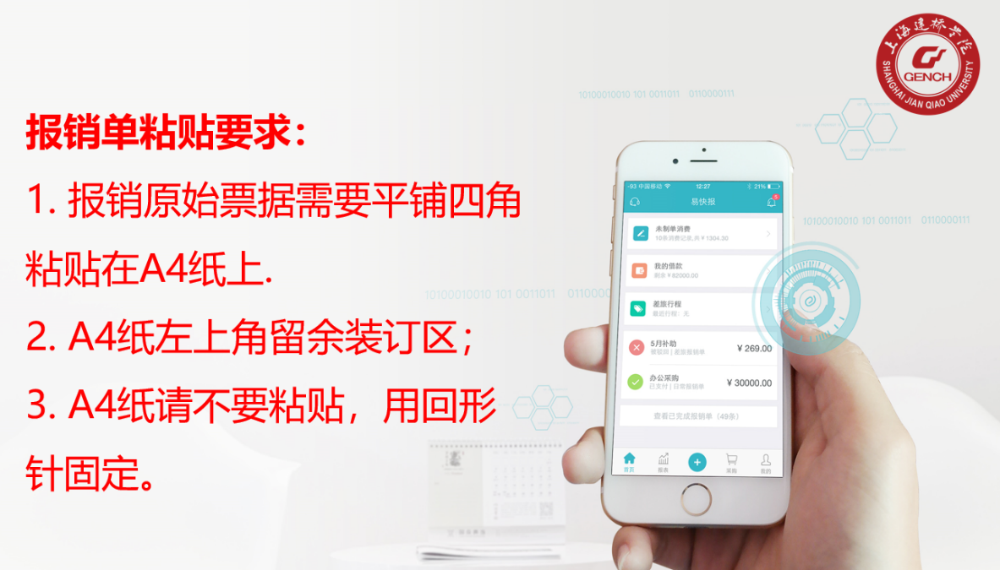 上海建桥学院
GENCH
SHANGHAI JIAN QIAO UNIVERSITY
10100010010 101 0011011 0110000111
报销单粘贴要求：
1. 报销原始票据需要平铺四角
粘贴在A4纸上.
2. A4纸左上角留余装订区；
3. A4纸请不要粘贴，用回形
针固定。
10100010010 101 0011011 0110000111
10100010010 101 0011011 011000
-93 中国移动 12:27 21%
易快报
5
未制单消费
10条消费记录,共￥1304.30
我的借款
剩余￥82000.00
差旅行程
最近行程：无
5月补助
被驳回 | 差旅报销单
￥269.00
办公采购
已支付 | 日常报销单
￥30000.00
查看已完成报销单（49条）
首页 报表 采购 我的